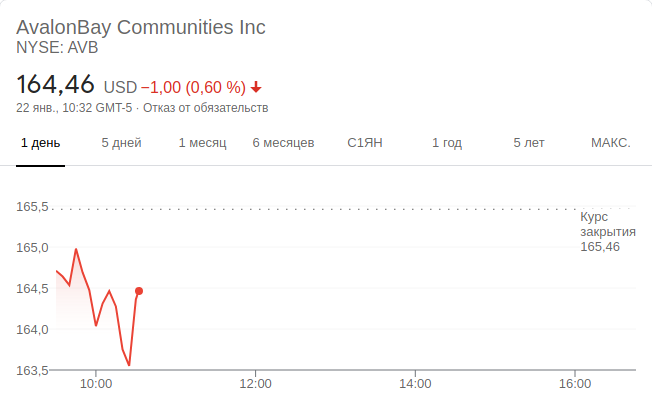 AvalonBay Communities Inc
NYSE: AVB
164,46 USD −1,00 (0,60 %)
22 янв., 10:32 GMT-5 · Отказ от обязательств
1 день 5 дней 1 месяц 6 месяцев С1ЯН 1 год 5 лет МАКС.
165,5
Курс
закрытия
165,46
165,0
164,5
164,0
163,5
10:00 12:00 14:00 16:00